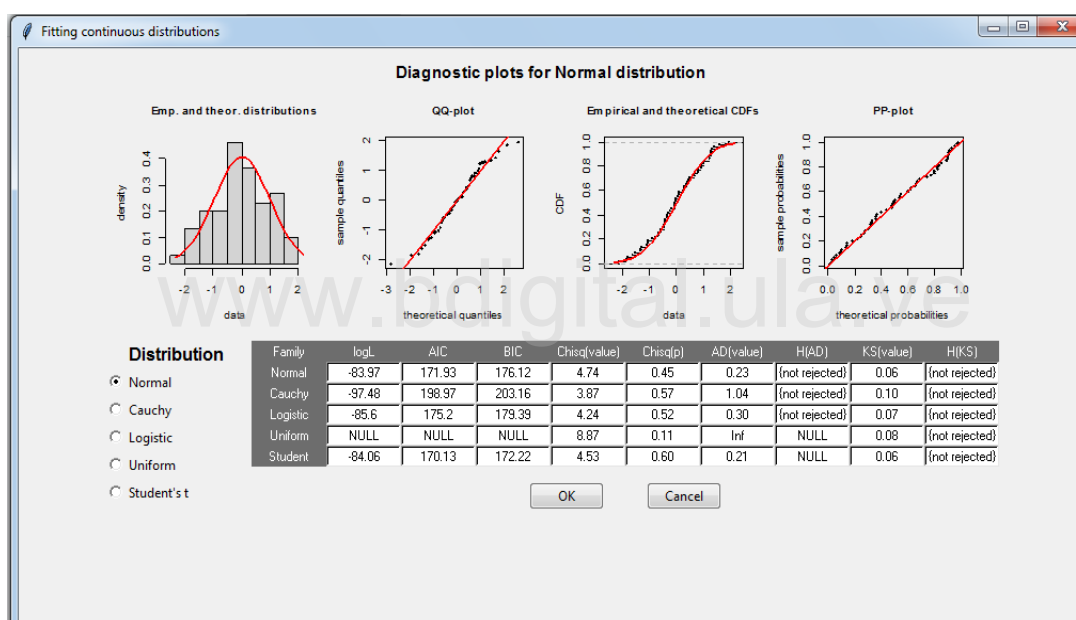 Fitting continuous distributions
Diagnostic plots for Normal distribution
Emp. and theor. distributions
QQ-plot
Empirical and theoretical CDFs
PP-plot
density
0.0 0.1 0.2 0.3 0.4
-2 -1 0 1 2
data
sample quantiles
-2 -1 0 1 2
-3 -2 -1 0 1 2
theoretical quantiles
CDF
0.0 0.2 0.4 0.6 0.8 1.0
-2 -1 0 1 2
data
sample probabilities
0.0 0.2 0.4 0.6 0.8 1.0
0.0 0.2 0.4 0.6 0.8 1.0
theoretical probabilities
www.bdigital.ula.ve
Distribution
Normal
Cauchy
Logistic
Uniform
Student's t
Family logL AIC BIC Chisq(value) Chisq(p) AD(value) H(AD) KS(value) H(KS)
Normal -83.97 171.93 176.12 4.74 0.45 0.23 {not rejected} 0.06 {not rejected}
Cauchy -97.48 198.97 203.16 3.87 0.57 1.04 {not rejected} 0.10 {not rejected}
Logistic -85.6 175.2 179.39 4.24 0.52 0.30 {not rejected} 0.07 {not rejected}
Uniform NULL NULL NULL 8.87 0.11 Inf NULL 0.08 {not rejected}
Student -84.06 170.13 172.22 4.53 0.60 0.21 NULL 0.06 {not rejected}
OK
Cancel